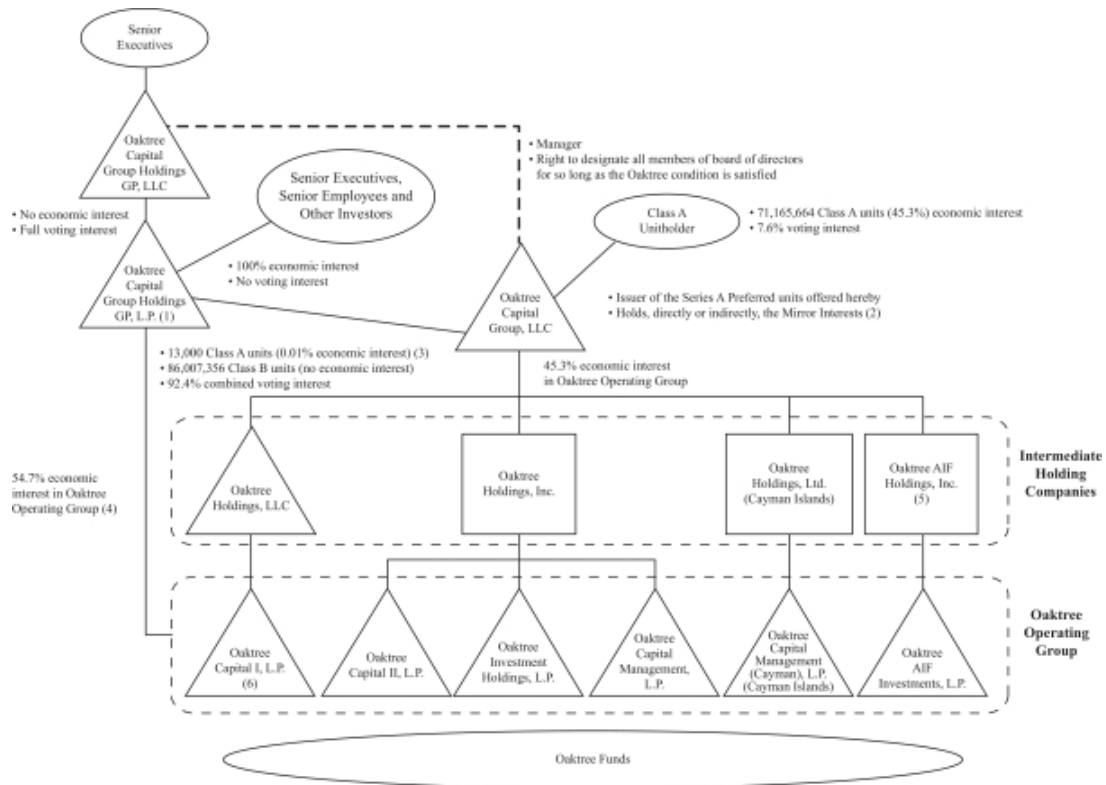 Senior
Executives
Oaktree
Capital
Group Holdings
GP, LLC
• Manager
• Right to designate all members of board of directors
for so long as the Oaktree condition is satisfied
Senior Executives,
Senior Employees and
Other Investors
Class A
Unitholder
• 71,165,664 Class A units (45.3%) economic interest
• 7.6% voting interest
• No economic interest
• Full voting interest
Oaktree
Capital
Group Holdings
GP, L.P. (1)
• 100% economic interest
• No voting interest
Oaktree
Capital
Group, LLC
• Issuer of the Series A Preferred units offered hereby
• Holds, directly or indirectly, the Mirror Interests (2)
• 13,000 Class A units (0.01% economic interest) (3)
• 86,007,356 Class B units (no economic interest)
• 92.4% combined voting interest
45.3% economic interest
in Oaktree Operating Group
54.7% economic
interest in Oaktree
Operating Group (4)
Oaktree
Holdings, LLC
Oaktree
Holdings, Inc.
Oaktree
Holdings, Ltd.
(Cayman Islands)
Oaktree AIF
Holdings, Inc.
(5)
Intermediate
Holding
Companies
Oaktree
Capital I, L.P.
(6)
Oaktree
Capital II, L.P.
Oaktree
Investment
Holdings, L.P.
Oaktree
Capital
Management,
L.P.
Oaktree
Capital
Management
(Cayman), L.P.
(Cayman Islands)
Oaktree
AIF
Investments, L.P.
Oaktree
Operating
Group
Oaktree Funds